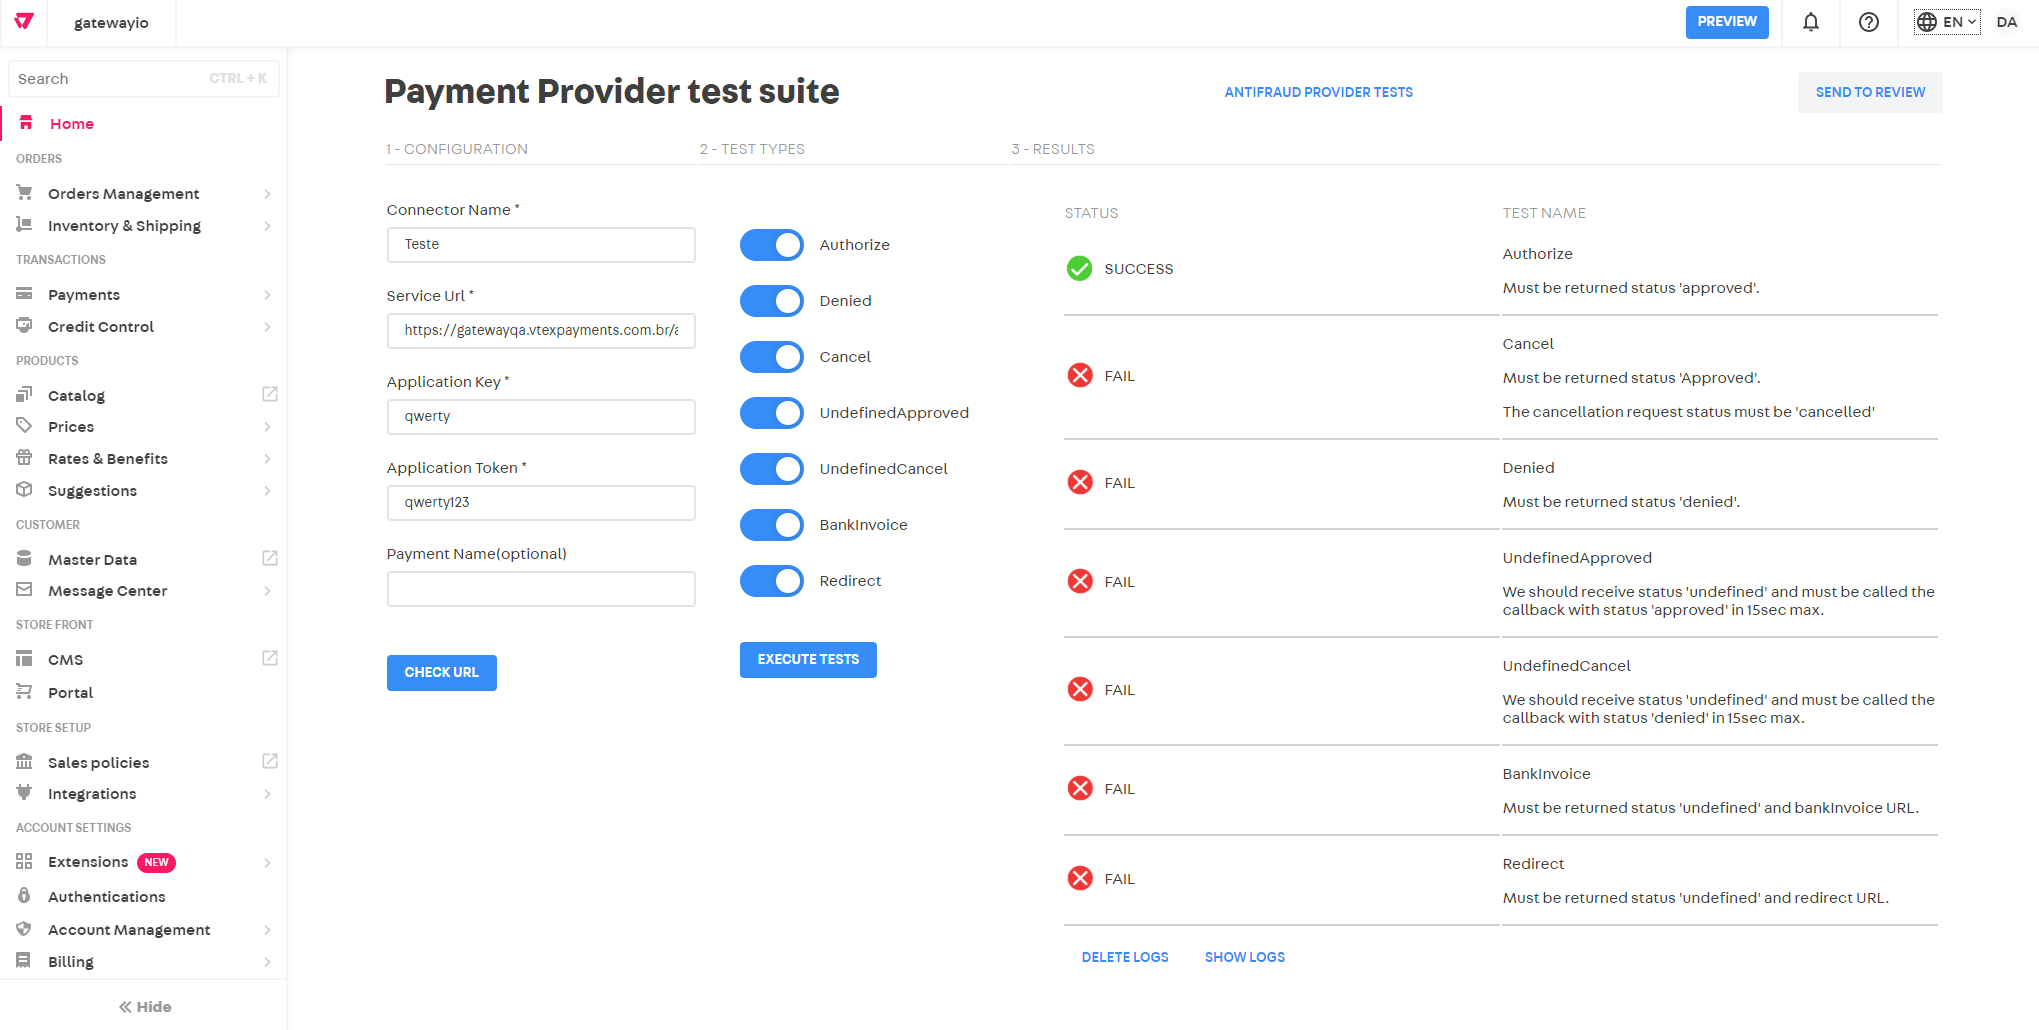 gatewayio
PREVIEW
EN
DA
Search
CTRL + K
Home
ORDERS
Orders Management
Inventory & Shipping
TRANSACTIONS
Payments
Credit Control
PRODUCTS
Catalog
Prices
Rates & Benefits
Suggestions
CUSTOMER
Master Data
Message Center
STORE FRONT
CMS
Portal
STORE SETUP
Sales policies
Integrations
ACCOUNT SETTINGS
Extensions NEW
Authentications
Account Management
Billing
Hide
Payment Provider test suite
ANTIFRAUD PROVIDER TESTS
SEND TO REVIEW
1 - CONFIGURATION
2 - TEST TYPES
3 - RESULTS
Connector Name *
Teste
Service Url *
https://gatewayqa.vtexpayments.com.br/a
Application Key *
qwerty
Application Token *
qwerty123
Payment Name(optional)
CHECK URL
Authorize
Denied
Cancel
UndefinedApproved
UndefinedCancel
BankInvoice
Redirect
EXECUTE TESTS
STATUS
TEST NAME
SUCCESS
Authorize
Must be returned status 'approved'.
FAIL
Cancel
Must be returned status 'Approved'.
The cancellation request status must be 'cancelled'
FAIL
Denied
Must be returned status 'denied'.
FAIL
UndefinedApproved
We should receive status 'undefined' and must be called the
callback with status 'approved' in 15sec max.
FAIL
UndefinedCancel
We should receive status 'undefined' and must be called the
callback with status 'denied' in 15sec max.
FAIL
BankInvoice
Must be returned status 'undefined' and bankInvoice URL.
FAIL
Redirect
Must be returned status 'undefined' and redirect URL.
DELETE LOGS
SHOW LOGS